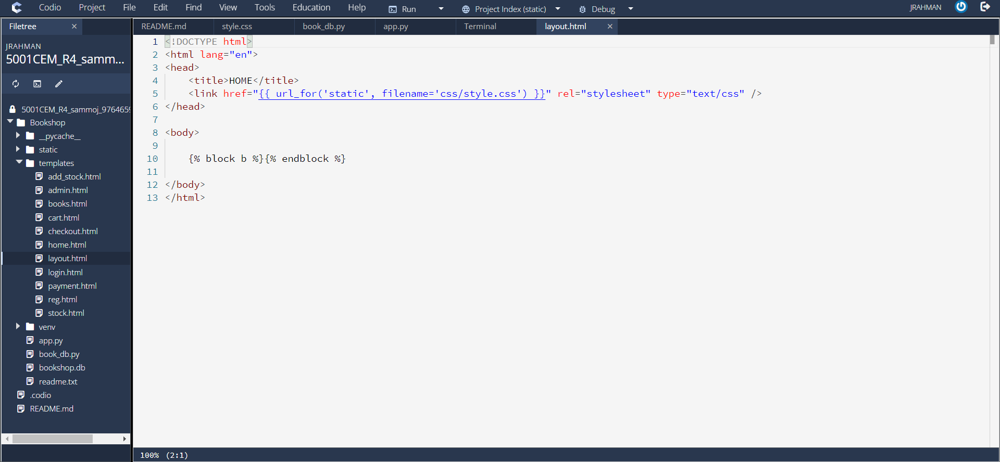 Codio Project File Edit Find View Tools Education Help Run Project Index (static) Debug JRAHMAN
Filetree
README.md style.css book_db.py app.py Terminal layout.html
JRAHMAN
5001CEM_R4_samm...
5001CEM_R4_sammoj_9764659
Bookshop
__pycache__
static
templates
add_stock.html
admin.html
books.html
cart.html
checkout.html
home.html
layout.html
login.html
payment.html
reg.html
stock.html
venv
app.py
book_db.py
bookshop.db
readme.txt
.codio
README.md
1 <!DOCTYPE html>
2 <html lang="en">
3 <head>
4     <title>HOME</title>
5     <link href="{{ url_for('static', filename='css/style.css') }}" rel="stylesheet" type="text/css" />
6 </head>
7
8 <body>
9
10     {% block b %}{% endblock %}
11
12 </body>
13 </html>
100% (2:1)